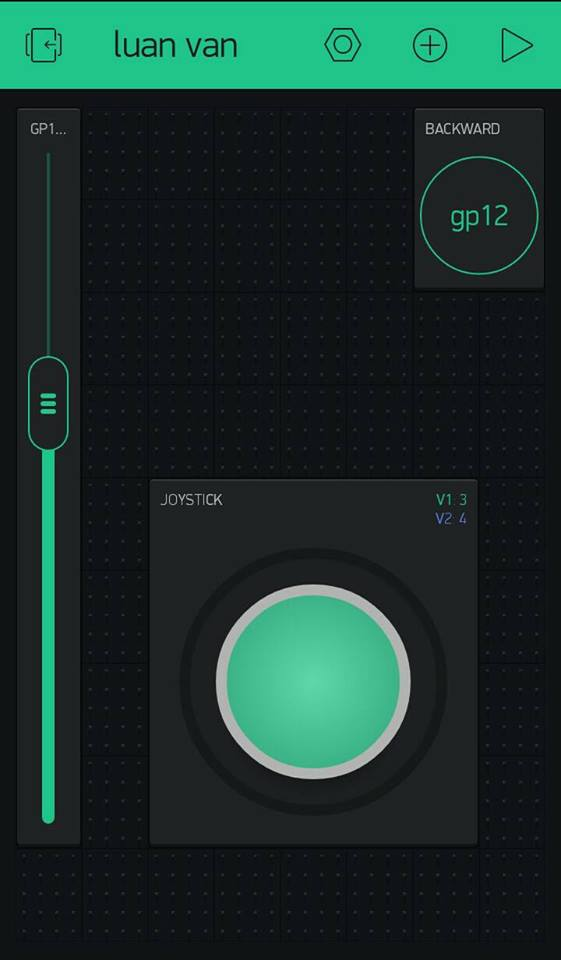 luan van
GP1...
BACKWARD
gp12
JOYSTICK
V1: 3
V2: 4